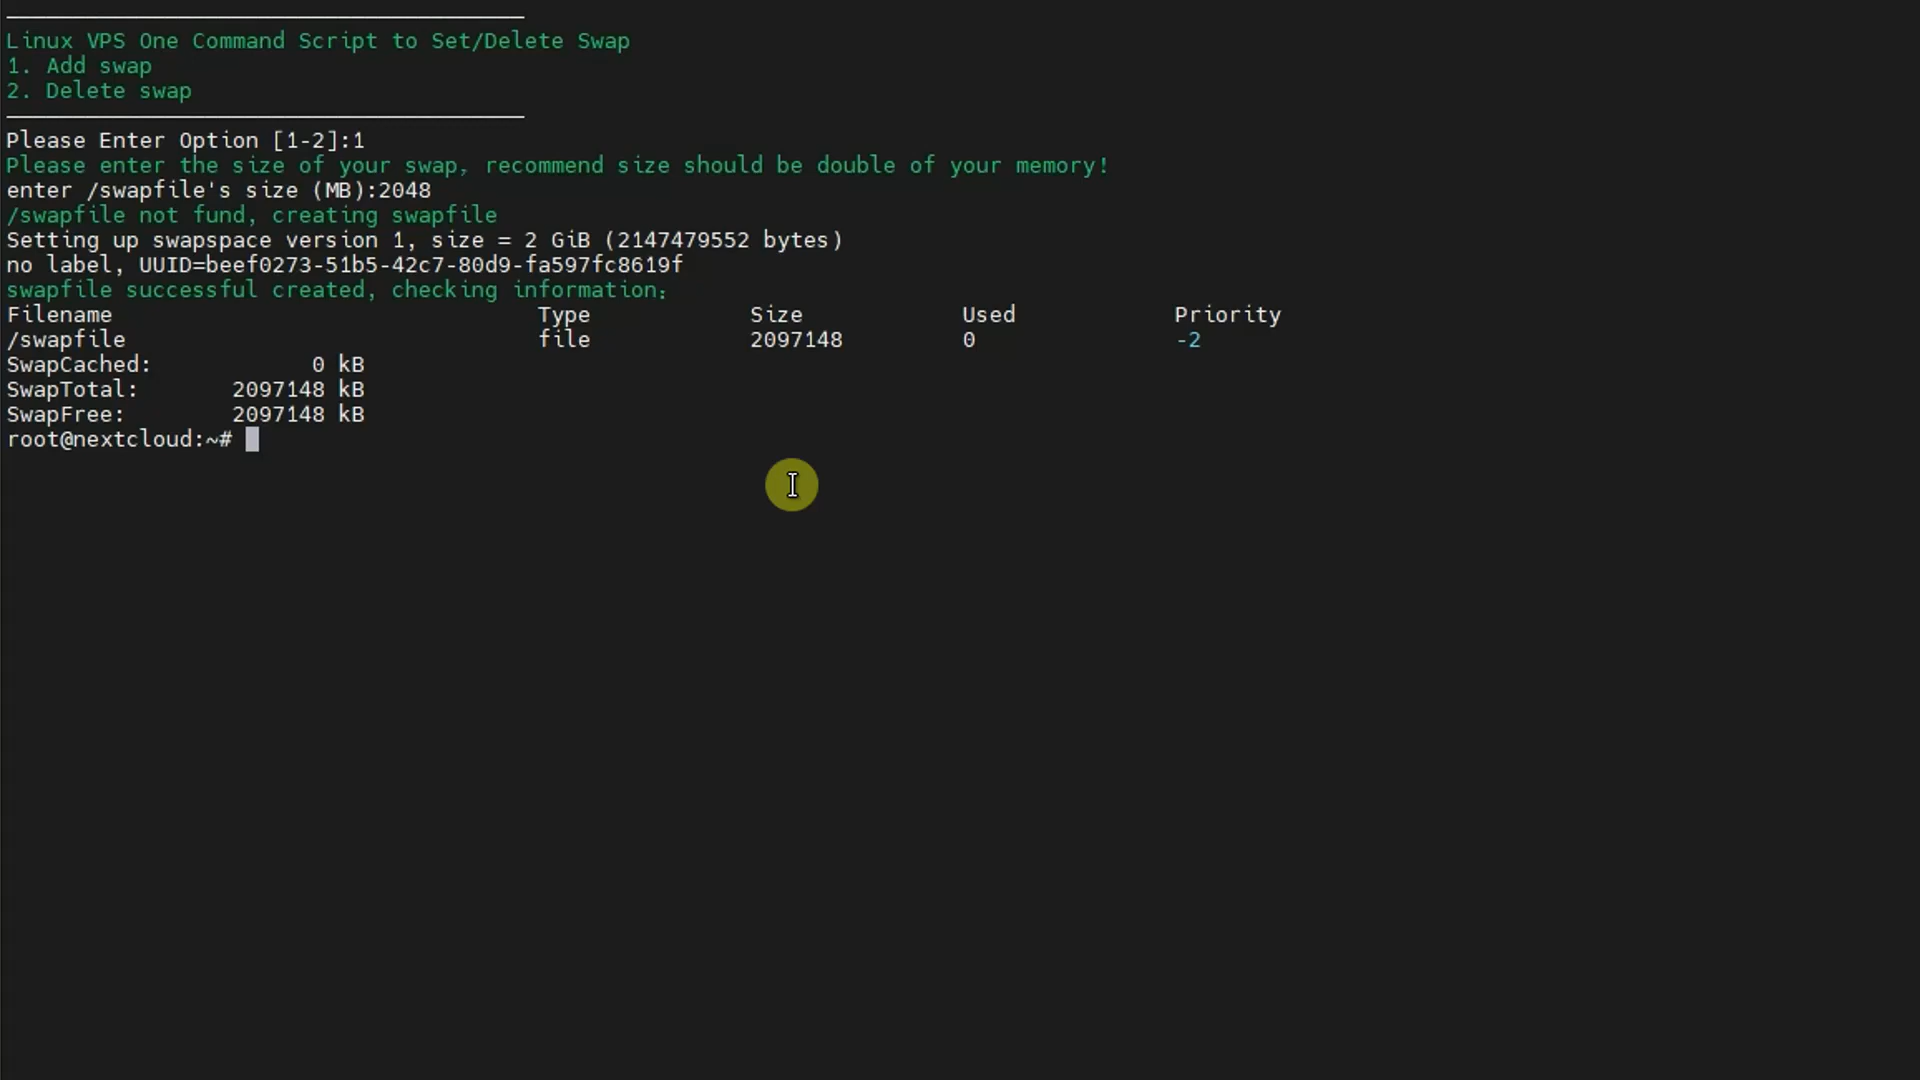 Linux VPS One Command Script to Set/Delete Swap
1. Add swap
2. Delete swap
Please Enter Option [1-2]:1
Please enter the size of your swap, recommend size should be double of your memory!
enter /swapfile's size (MB):2048
/swapfile not fund, creating swapfile
Setting up swapspace version 1, size = 2 GiB (2147479552 bytes)
no label, UUID=beef0273-51b5-42c7-80d9-fa597fc8619f
swapfile successful created, checking information：
Filename Type Size Used Priority
/swapfile file 2097148 0 -2
SwapCached: 0 kB
SwapTotal: 2097148 kB
SwapFree: 2097148 kB
root@nextcloud:~#